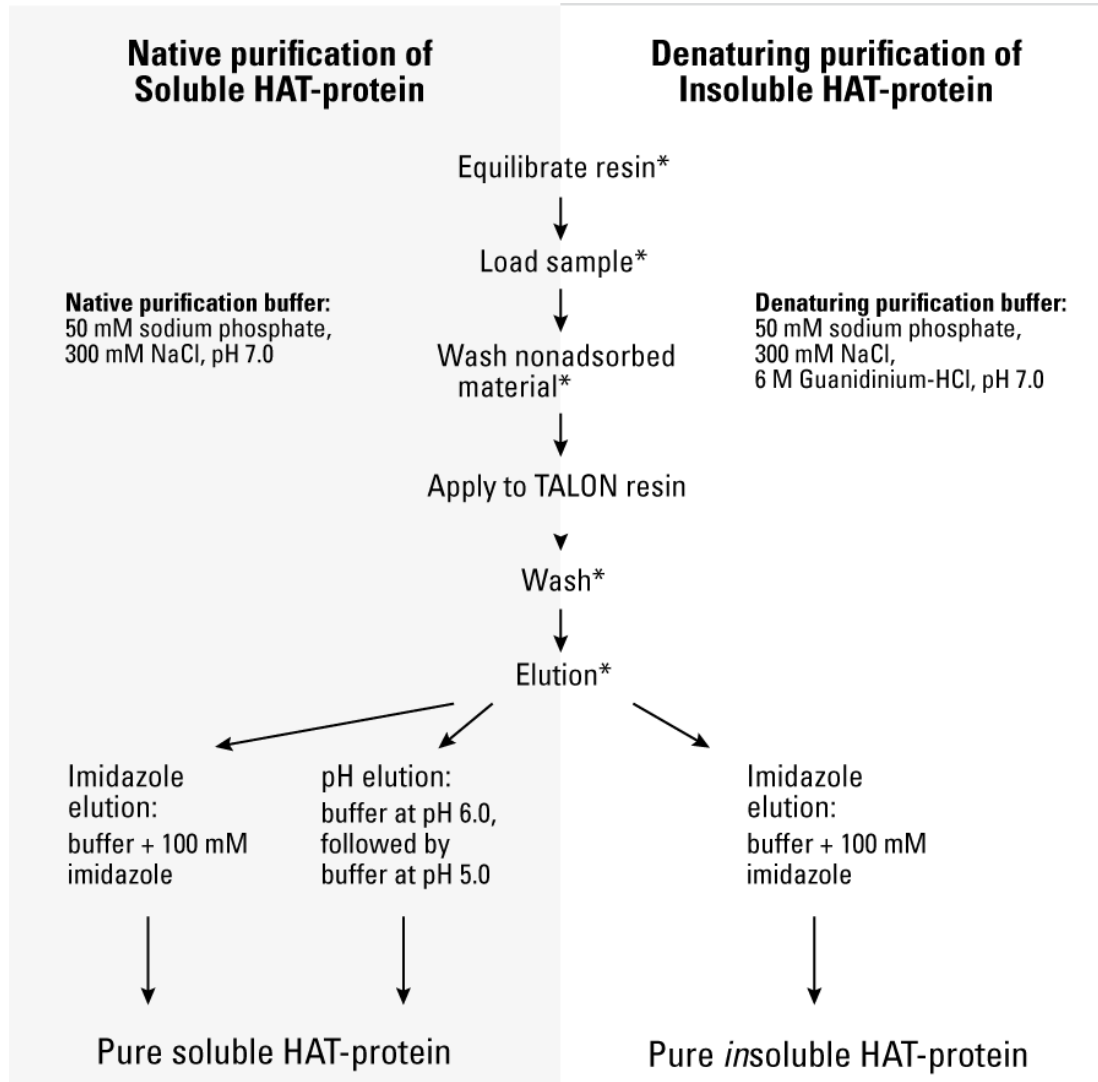 Native purification of
Soluble HAT-protein
Denaturing purification of
Insoluble HAT-protein
Equilibrate resin*
Load sample*
Native purification buffer:
50 mM sodium phosphate,
300 mM NaCl, pH 7.0
Denaturing purification buffer:
50 mM sodium phosphate,
300 mM NaCl,
6 M Guanidinium-HCl, pH 7.0
Wash nonadsorbed
material*
Apply to TALON resin
Wash*
Elution*
Imidazole
elution:
buffer + 100 mM
imidazole
pH elution:
buffer at pH 6.0,
followed by
buffer at pH 5.0
Imidazole
elution:
buffer + 100 mM
imidazole
Pure soluble HAT-protein
Pure insoluble HAT-protein